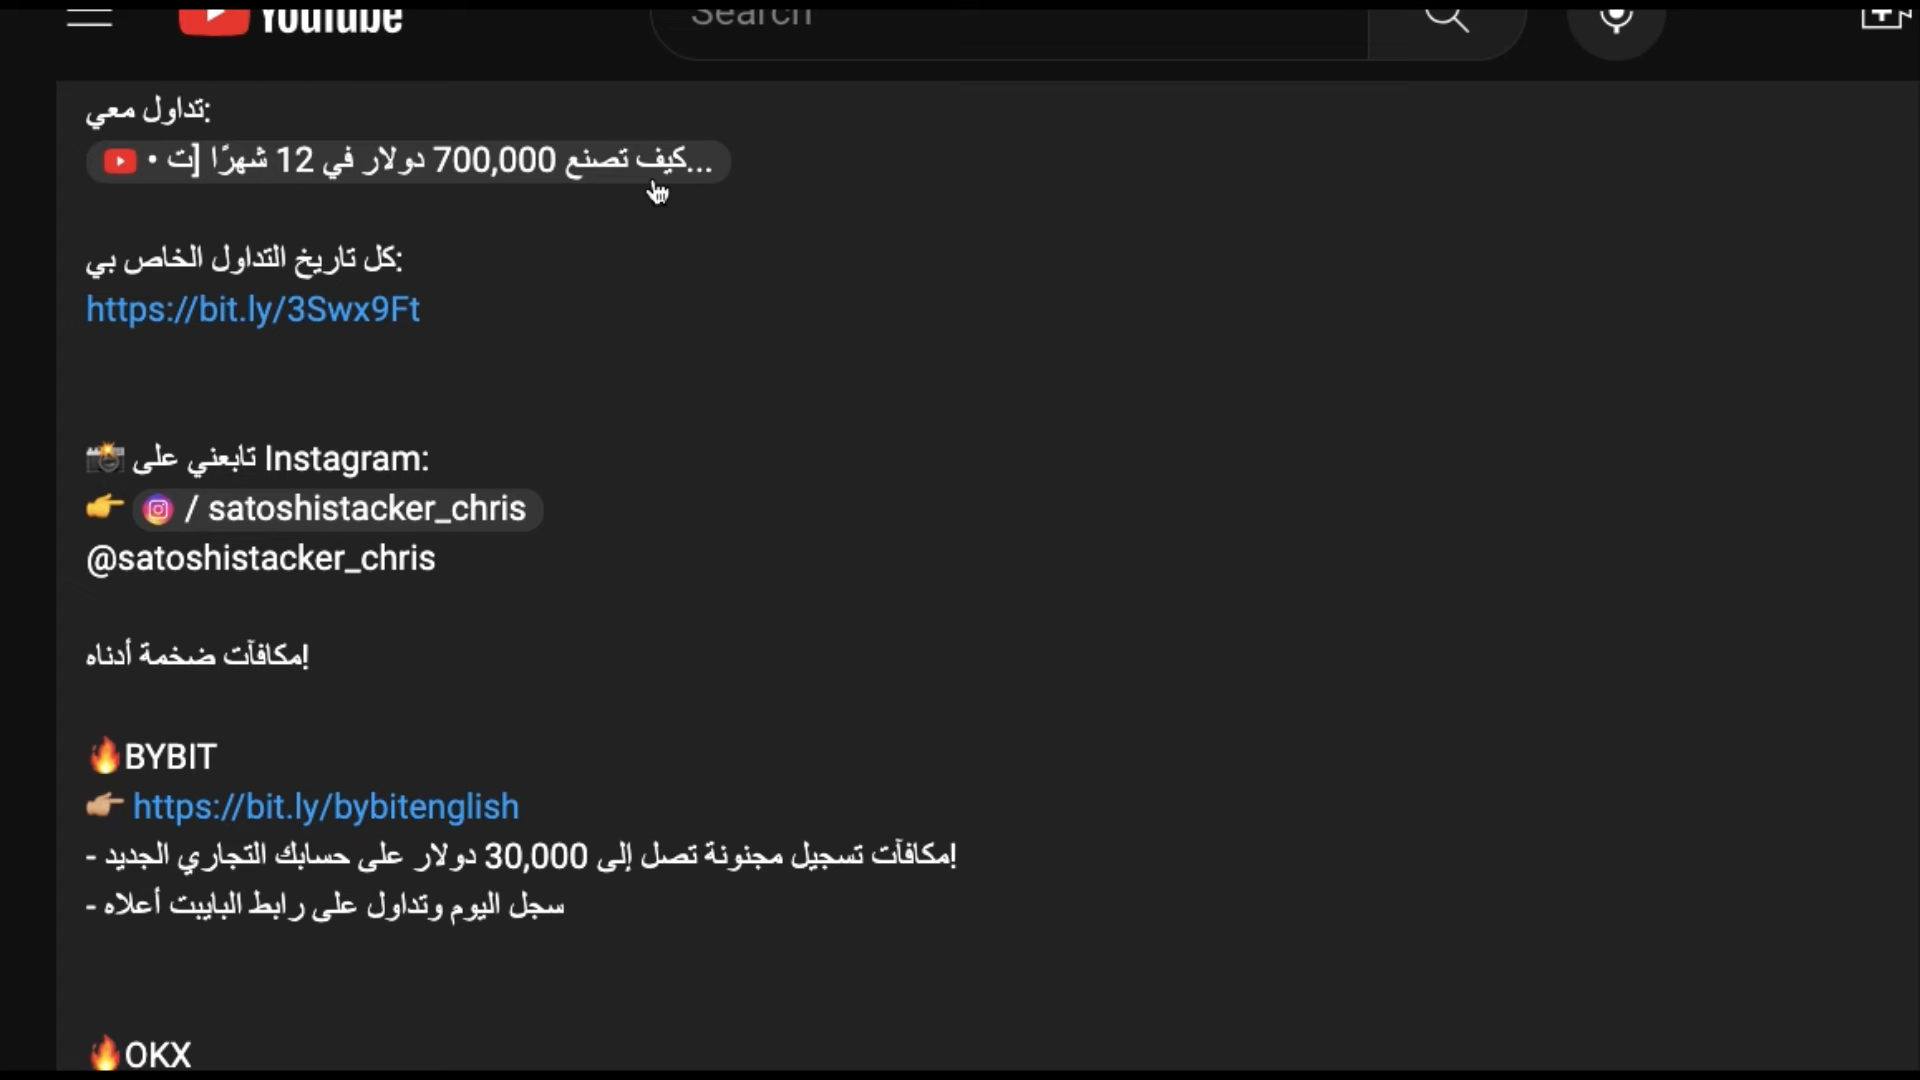 YouTube
Search
تداول معي:
كيف تصنع 700,000 دولار في 12 شهرًا [ت...
كل تاريخ التداول الخاص بي:
https://bit.ly/3Swx9Ft
تابعني على Instagram:
/ satoshistacker_chris
@satoshistacker_chris
مكافآت ضخمة أدناه!
🔥BYBIT
👉🏼 https://bit.ly/bybitenglish
- مكافآت تسجيل مجنونة تصل إلى 30,000 دولار على حسابك التجاري الجديد!
- سجل اليوم وتداول على رابط البايبت أعلاه
🔥OKX